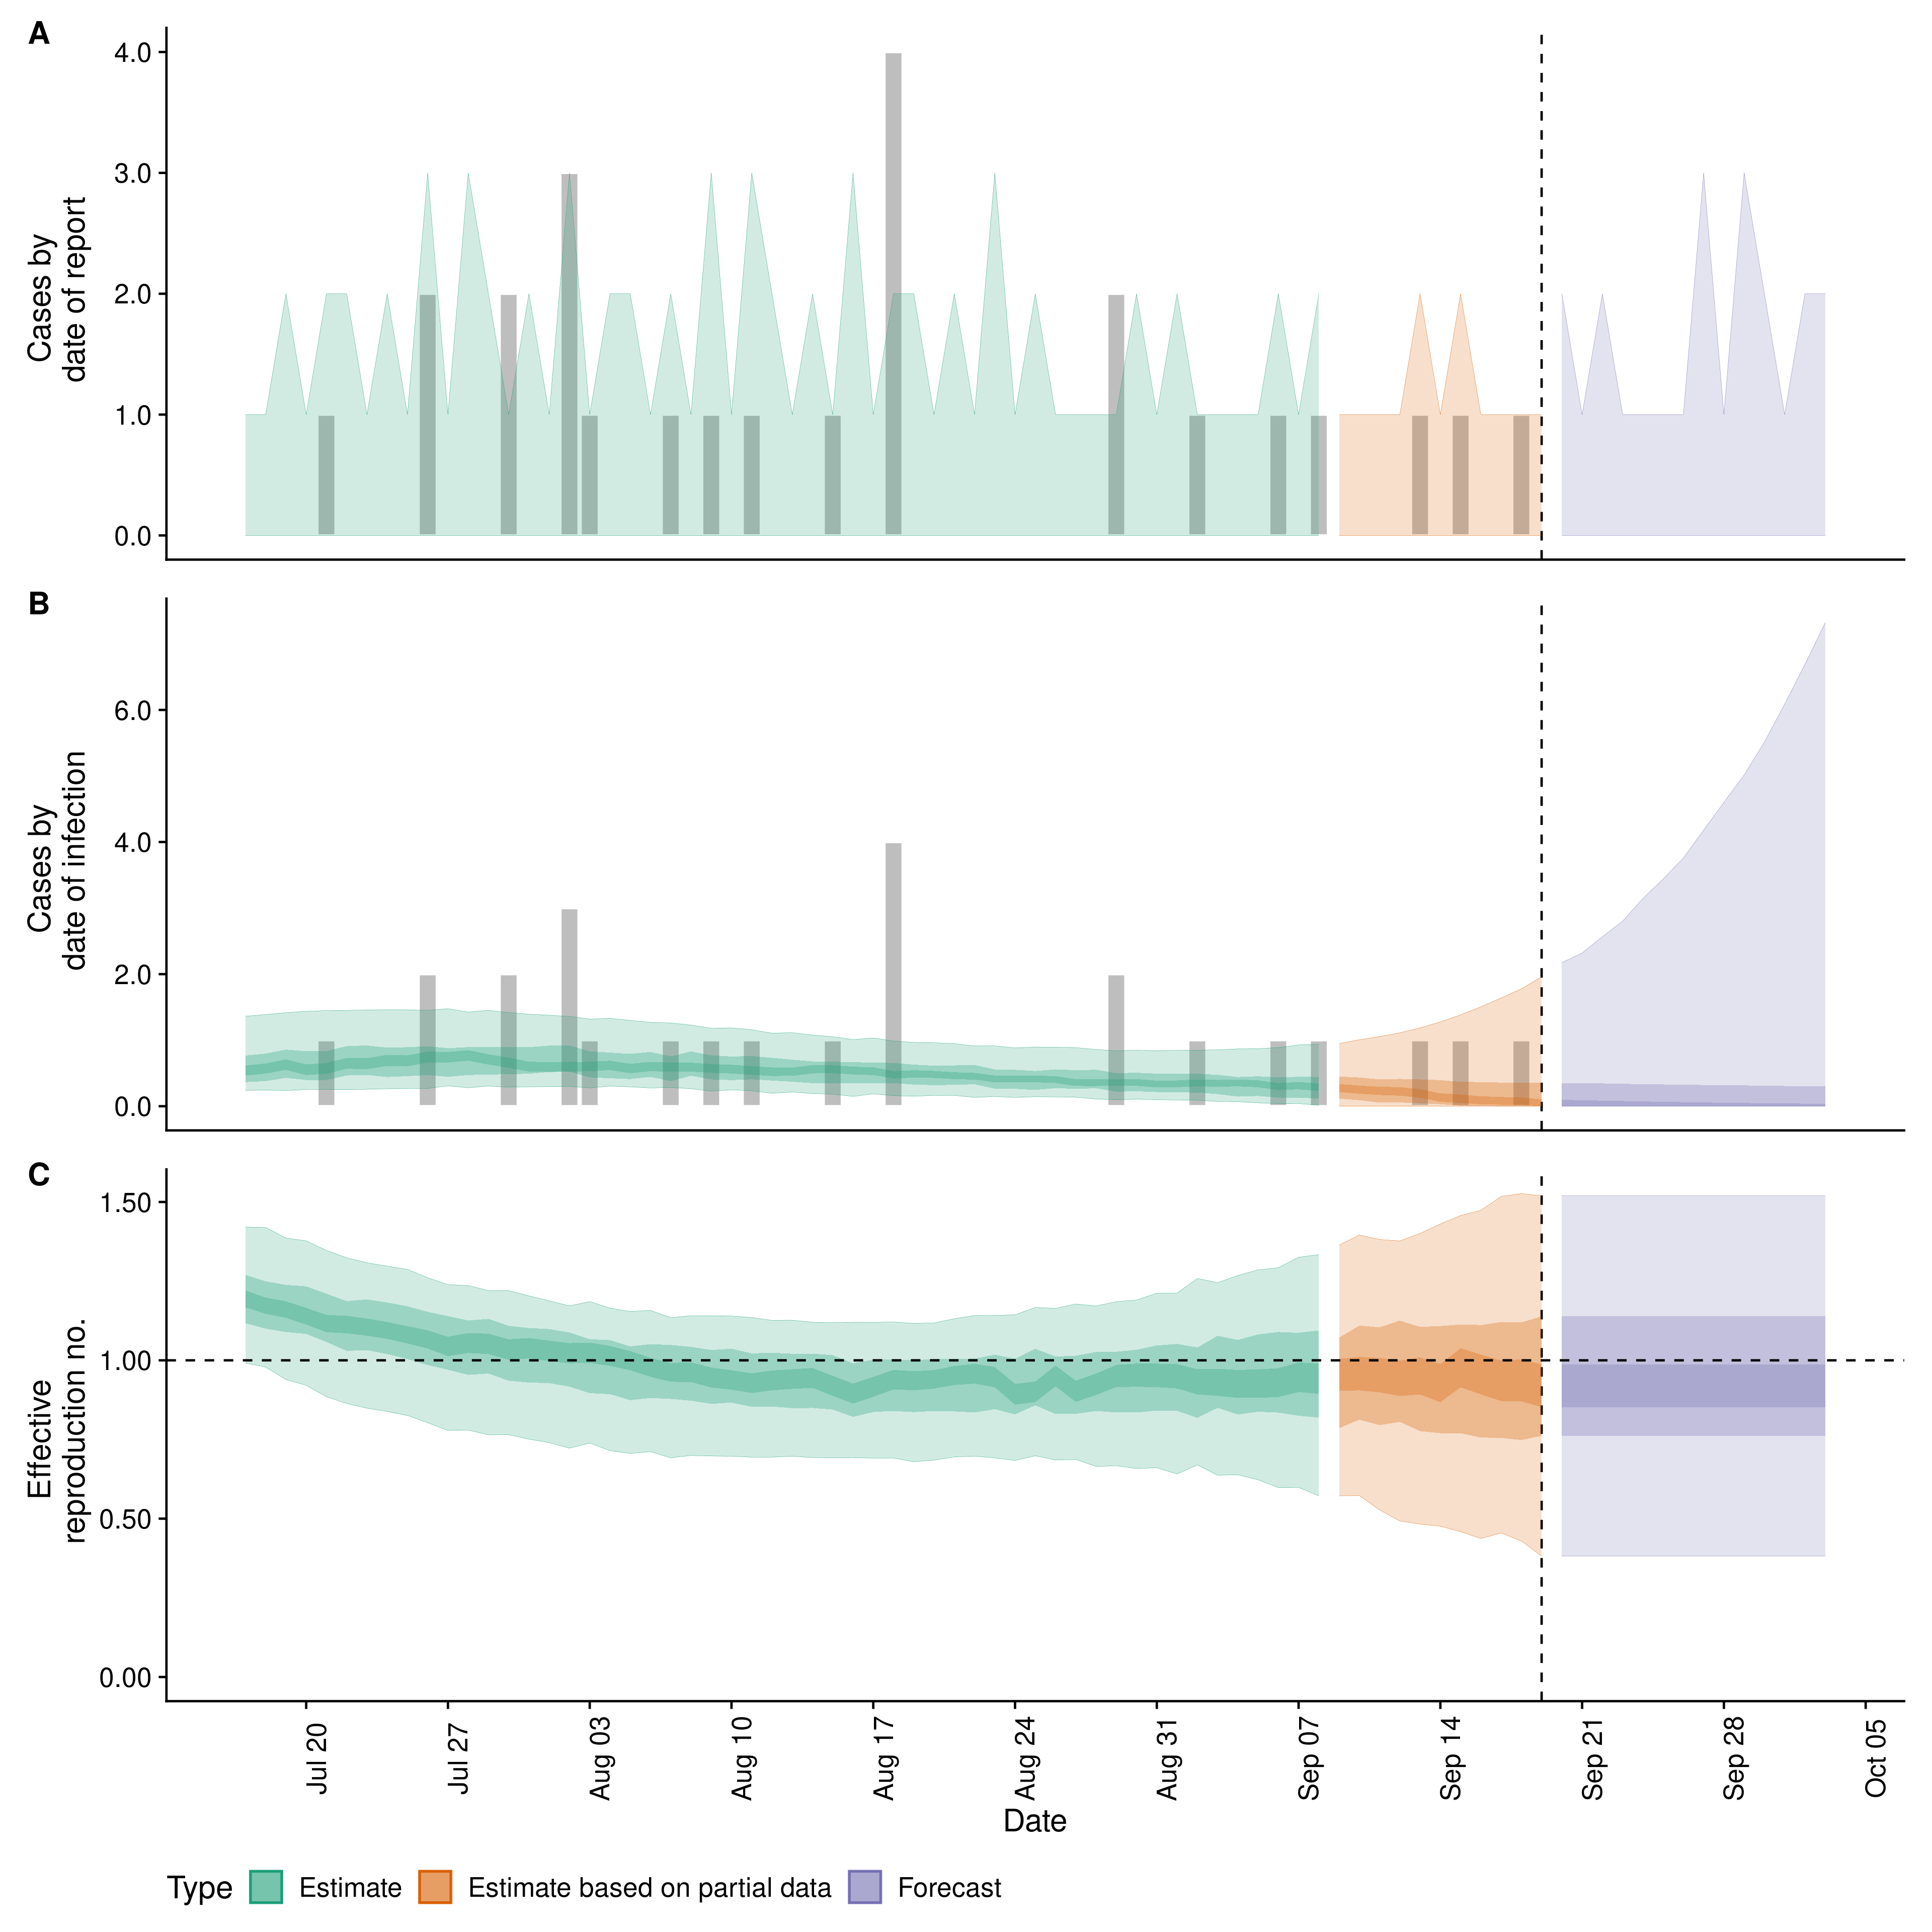 A
4.0
3.0
2.0
1.0
0.0
Cases by
date of report
B
6.0
4.0
2.0
0.0
Cases by
date of infection
C
1.50
1.00
0.50
0.00
Effective
reproduction no.
Jul 20
Jul 27
Aug 03
Aug 10
Aug 17
Aug 24
Aug 31
Sep 07
Sep 14
Sep 21
Sep 28
Oct 05
Date
Type Estimate Estimate based on partial data Forecast